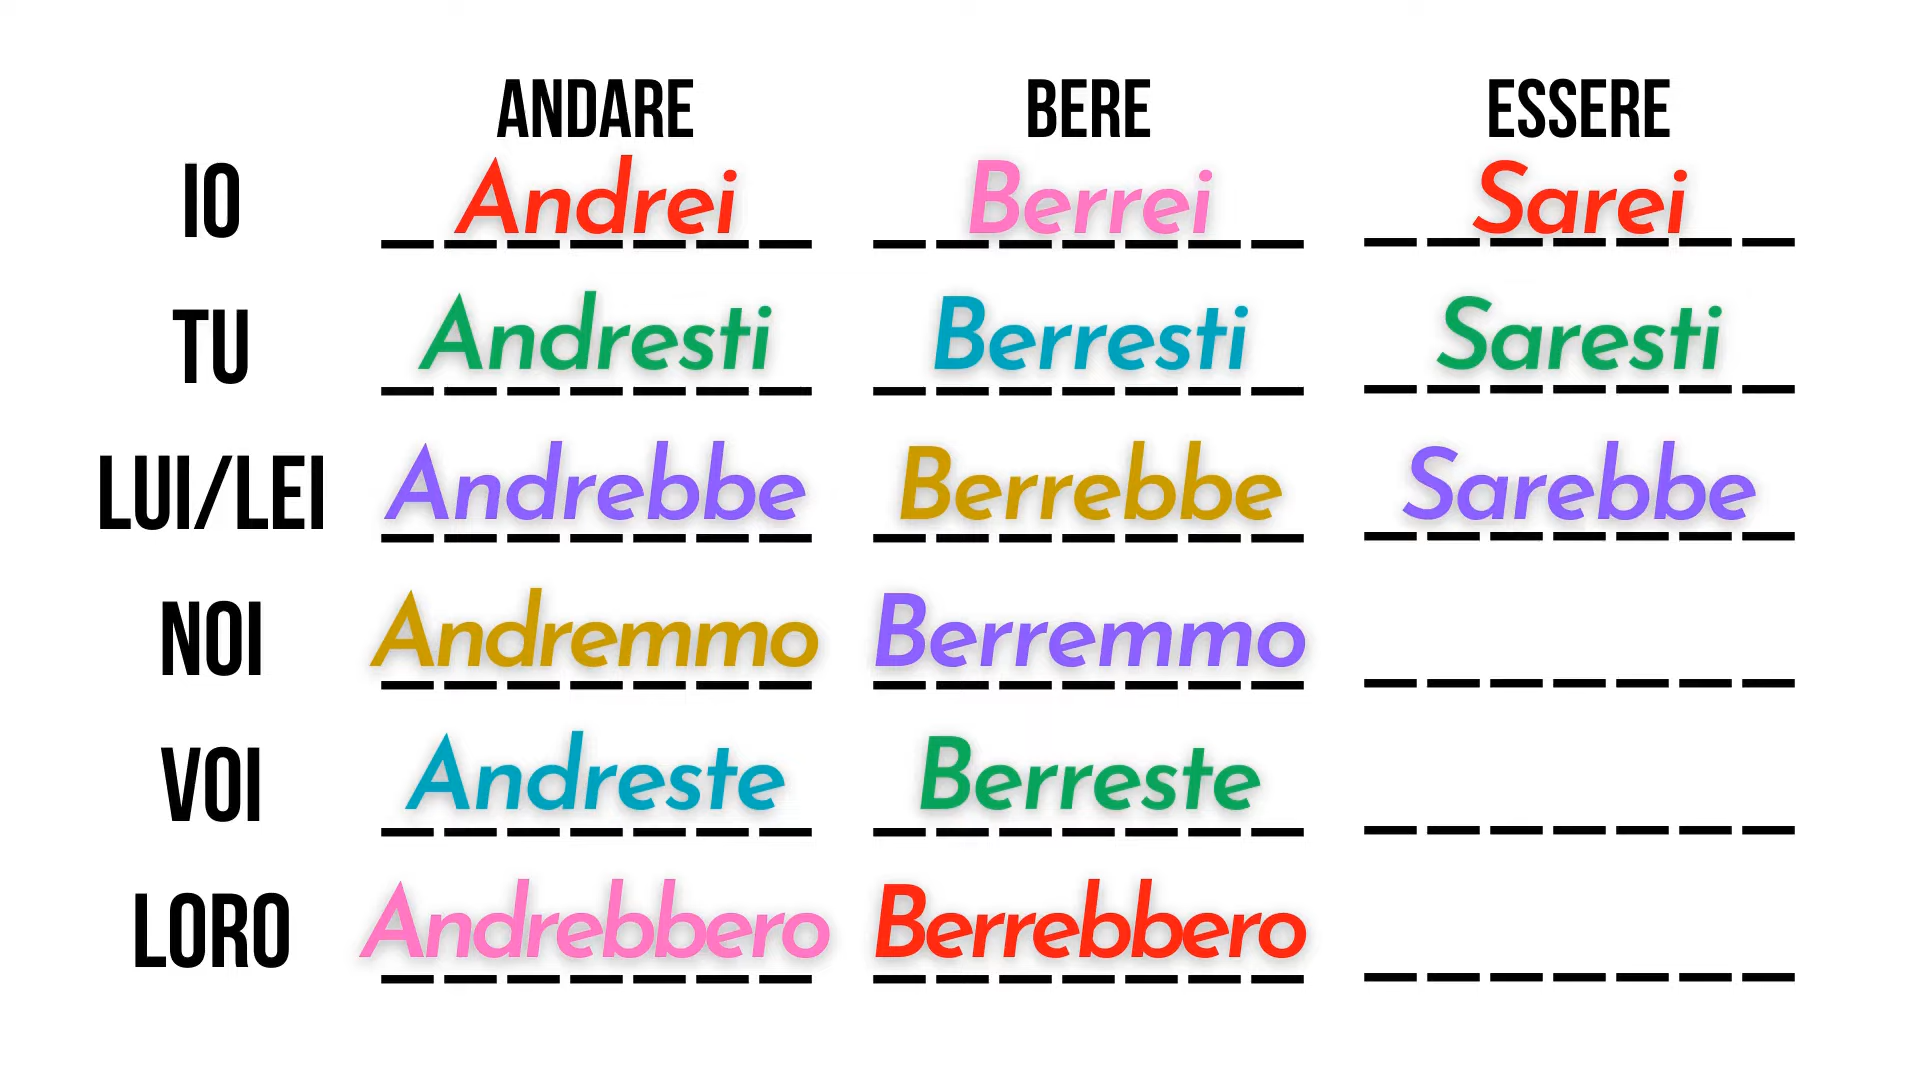 ANDARE BERE ESSERE
IO Andrei Berrei Sarei
TU Andresti Berresti Saresti
LUI/LEI Andrebbe Berrebbe Sarebbe
NOI Andremmo Berremmo
VOI Andreste Berreste
LORO Andrebbero Berrebbero